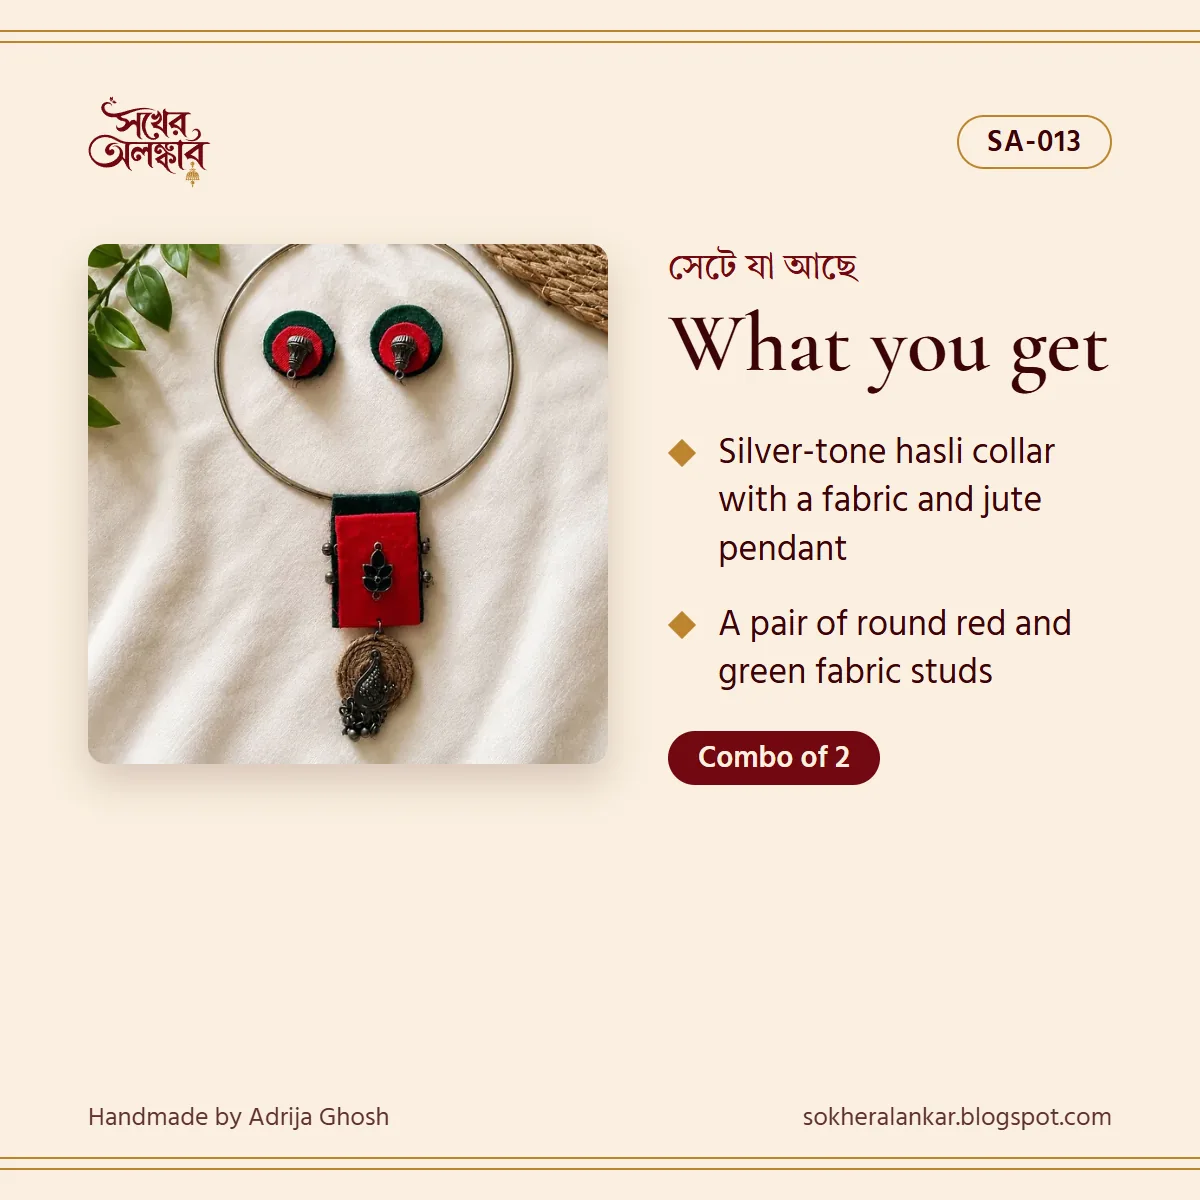 সখের
অলঙ্কার
SA-013
সেটে যা আছে
What you get
Silver-tone hasli collar
with a fabric and jute
pendant
A pair of round red and
green fabric studs
Combo of 2
Handmade by Adrija Ghosh
sokheralankar.blogspot.com